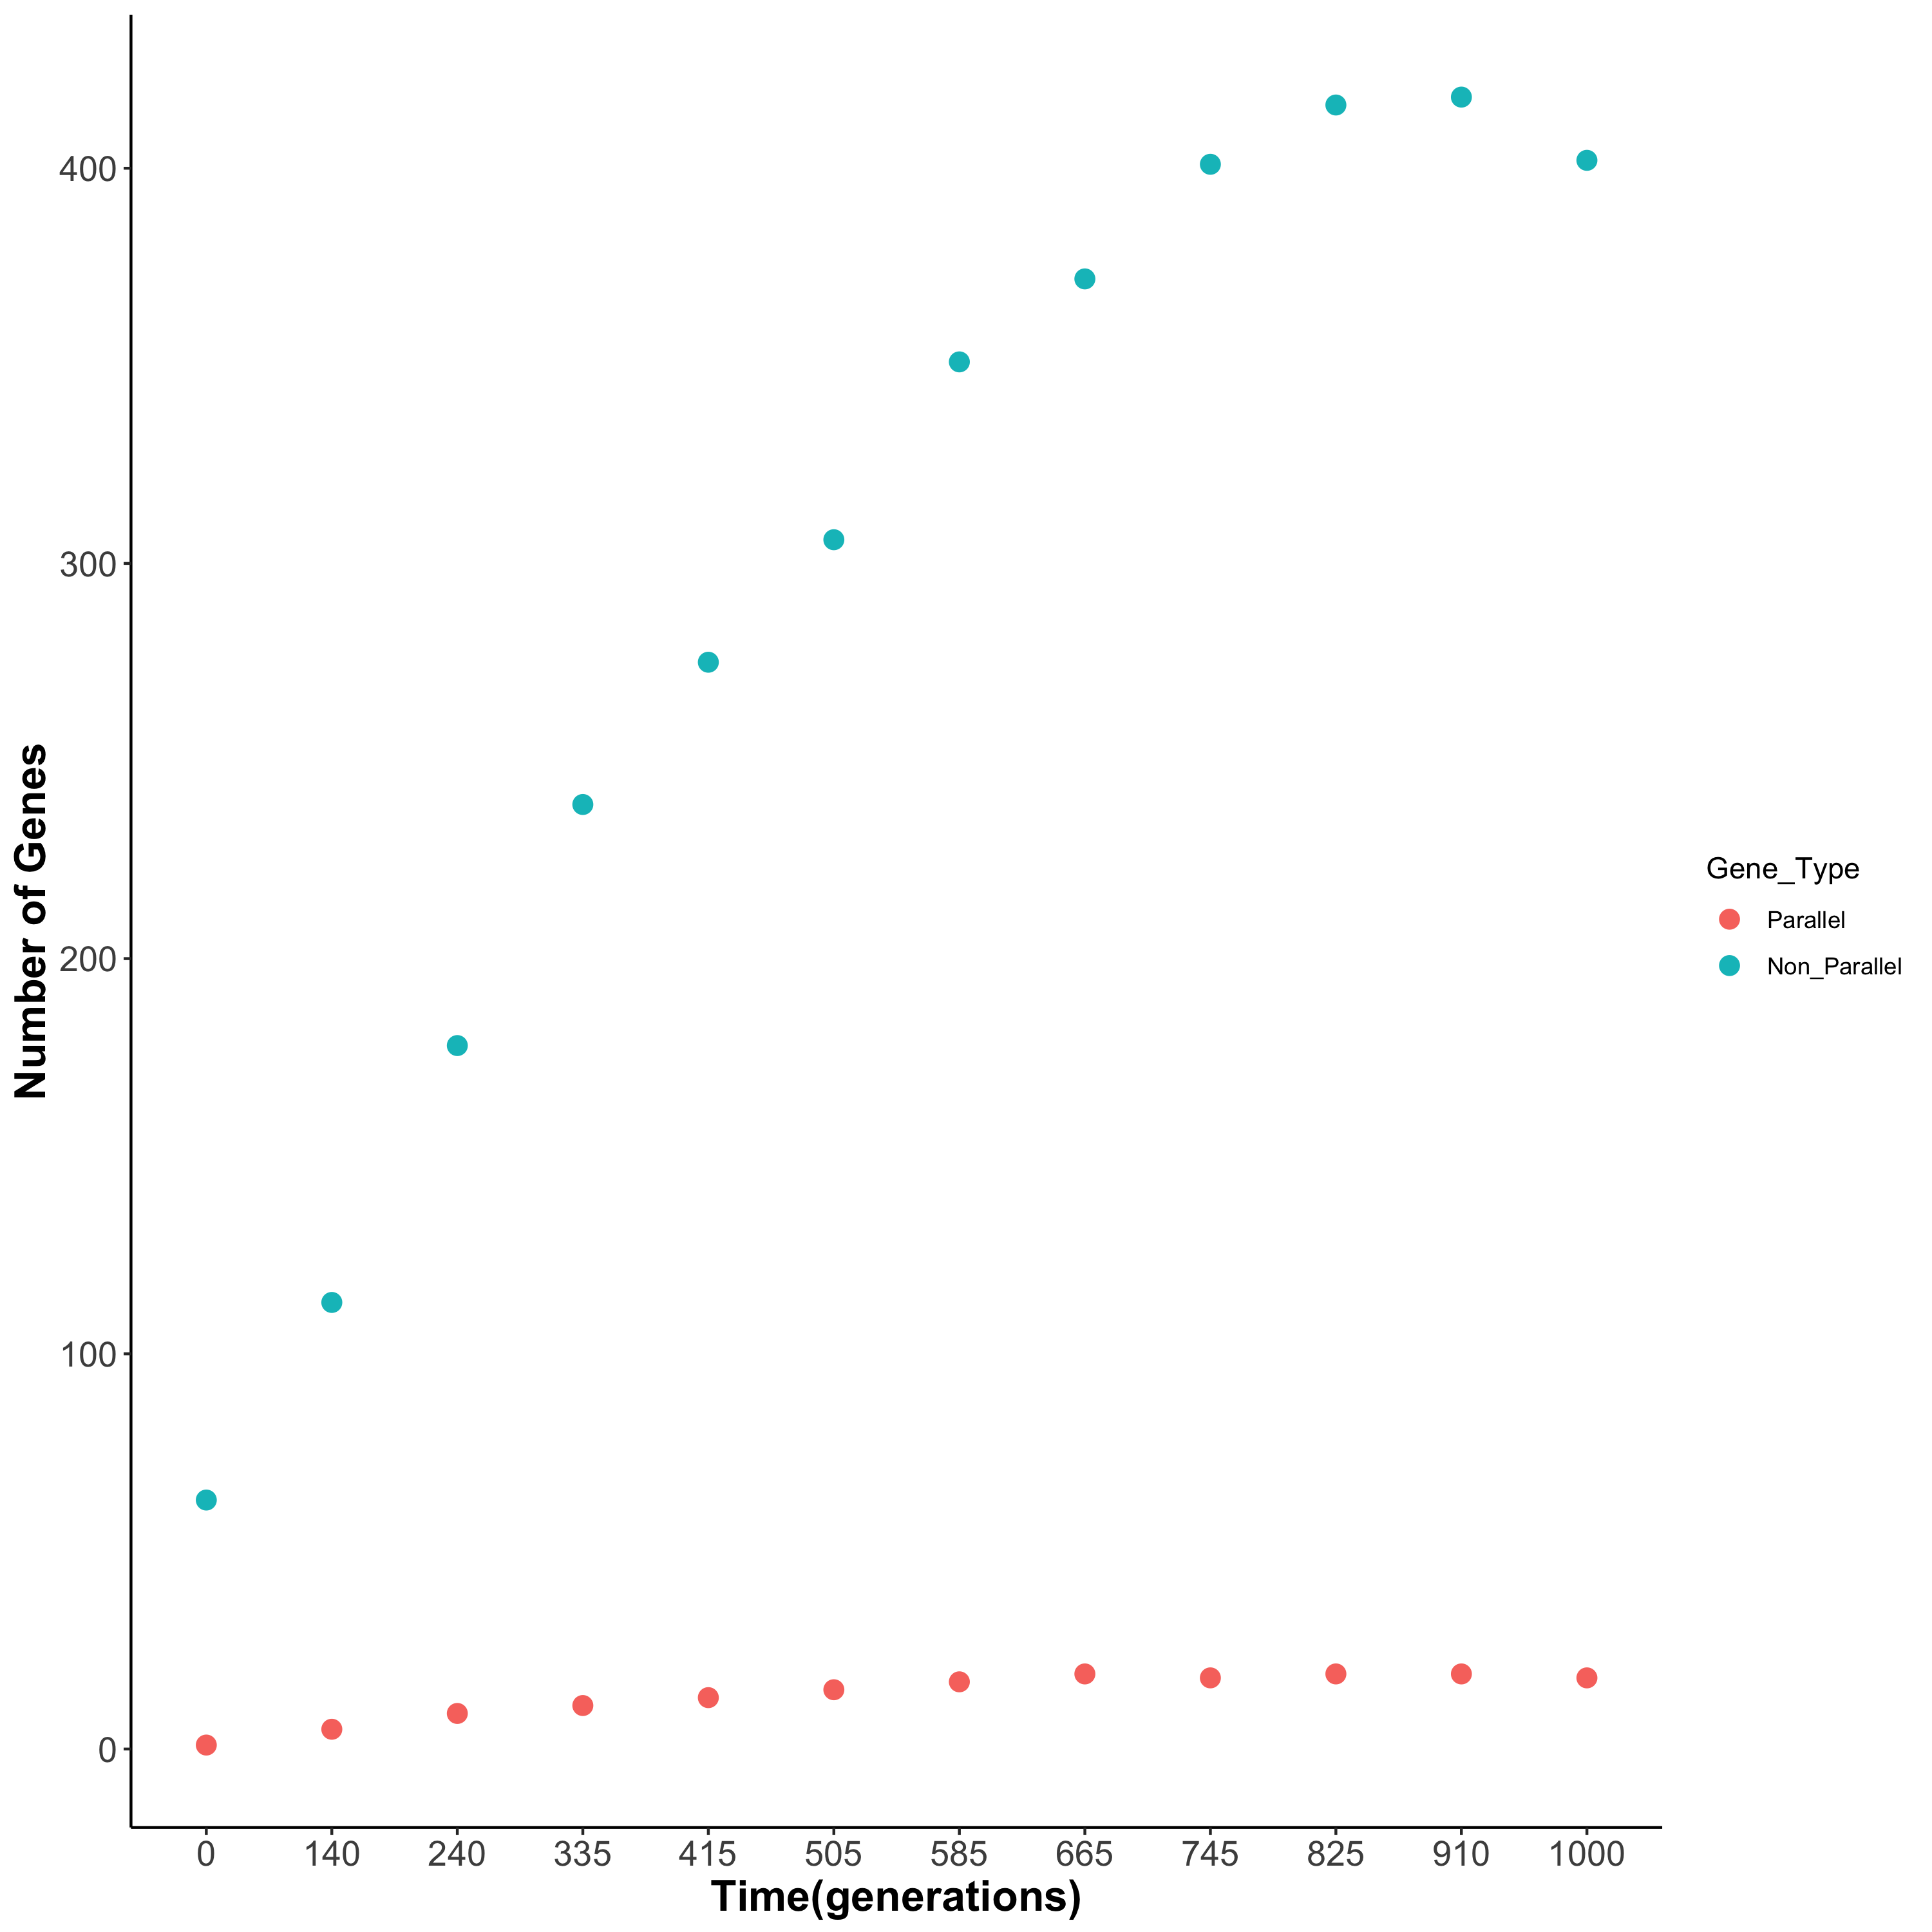 Number of Genes
400
300
200
100
0
0 140 240 335 415 505 585 665 745 825 910 1000
Time(generations)
Gene_Type
Parallel
Non_Parallel